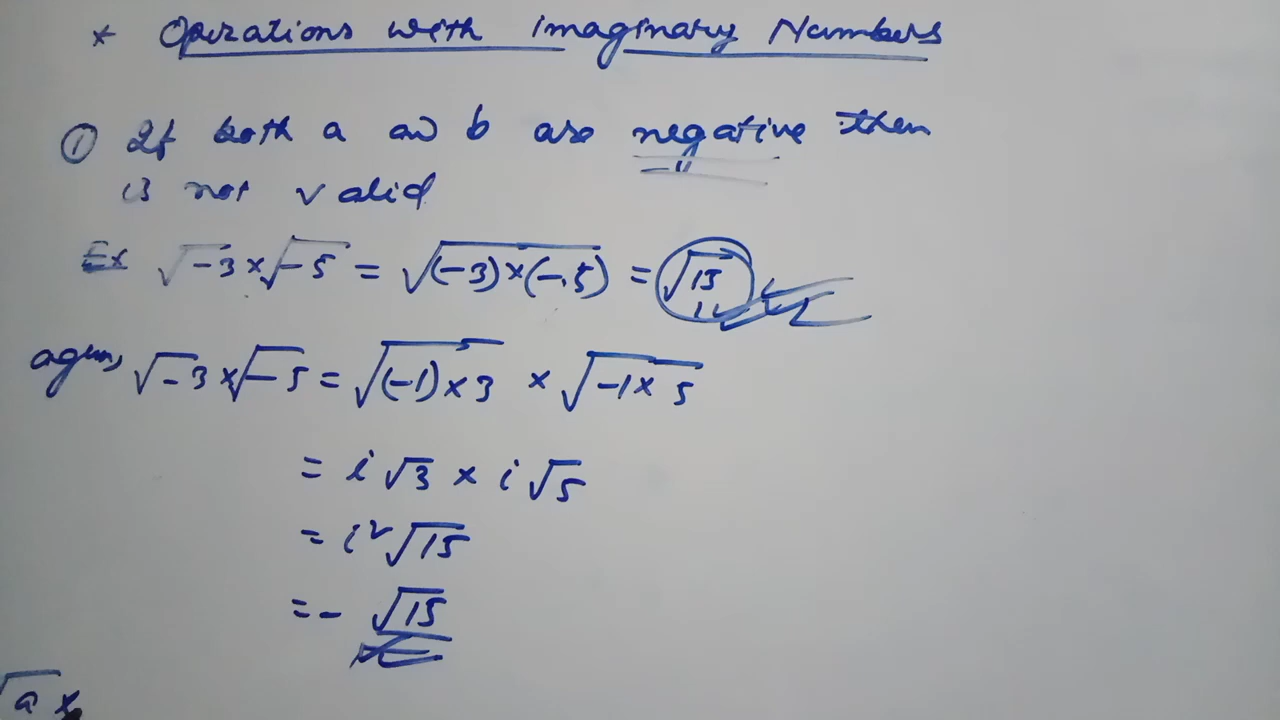 * Operations with imaginary Numbers
① If both a and b are negative then
is not valid
Ex √-3 × √-5 = √(-3)×(-5) = √15
again, √-3 × √-5 = √(-1)×3 × √-1×5
= i√3 × i√5
= i²√15
= -√15
√a ×